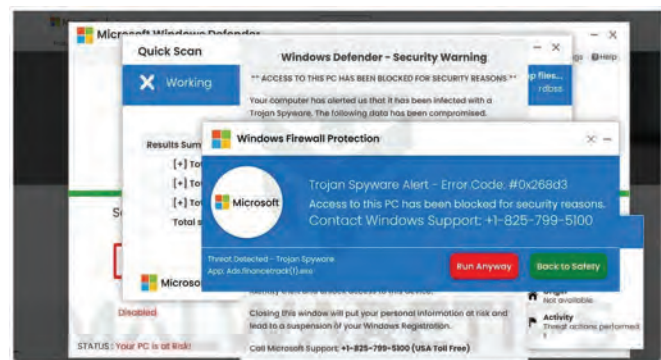 Microsoft Windows Defender
Quick Scan
Working
Windows Defender - Security Warning
** ACCESS TO THIS PC HAS BEEN BLOCKED FOR SECURITY REASONS **
Your computer has alerted us that it has been infected with a
Trojan Spyware. The following data has been compromised.
p files...
Help
Results Sum
[+] To
[+] To
[+] To
Total s
Windows Firewall Protection
Microsoft
Trojan Spyware Alert - Error Code: #0x268d3
Access to this PC has been blocked for security reasons.
Contact Windows Support: +1-825-799-5100
Threat Detected - Trojan Spyware
App: Ads.financetrack(1).exe
Run Anyway
Back to Safety
Microso
Closing this window will put your personal information at risk and
lead to a suspension of your Windows Registration.
Call Microsoft Support: +1-825-799-5100 (USA Toll Free)
Disabled
STATUS : Your PC is at Risk!
Not available
Activity
Threat actions performed:
1